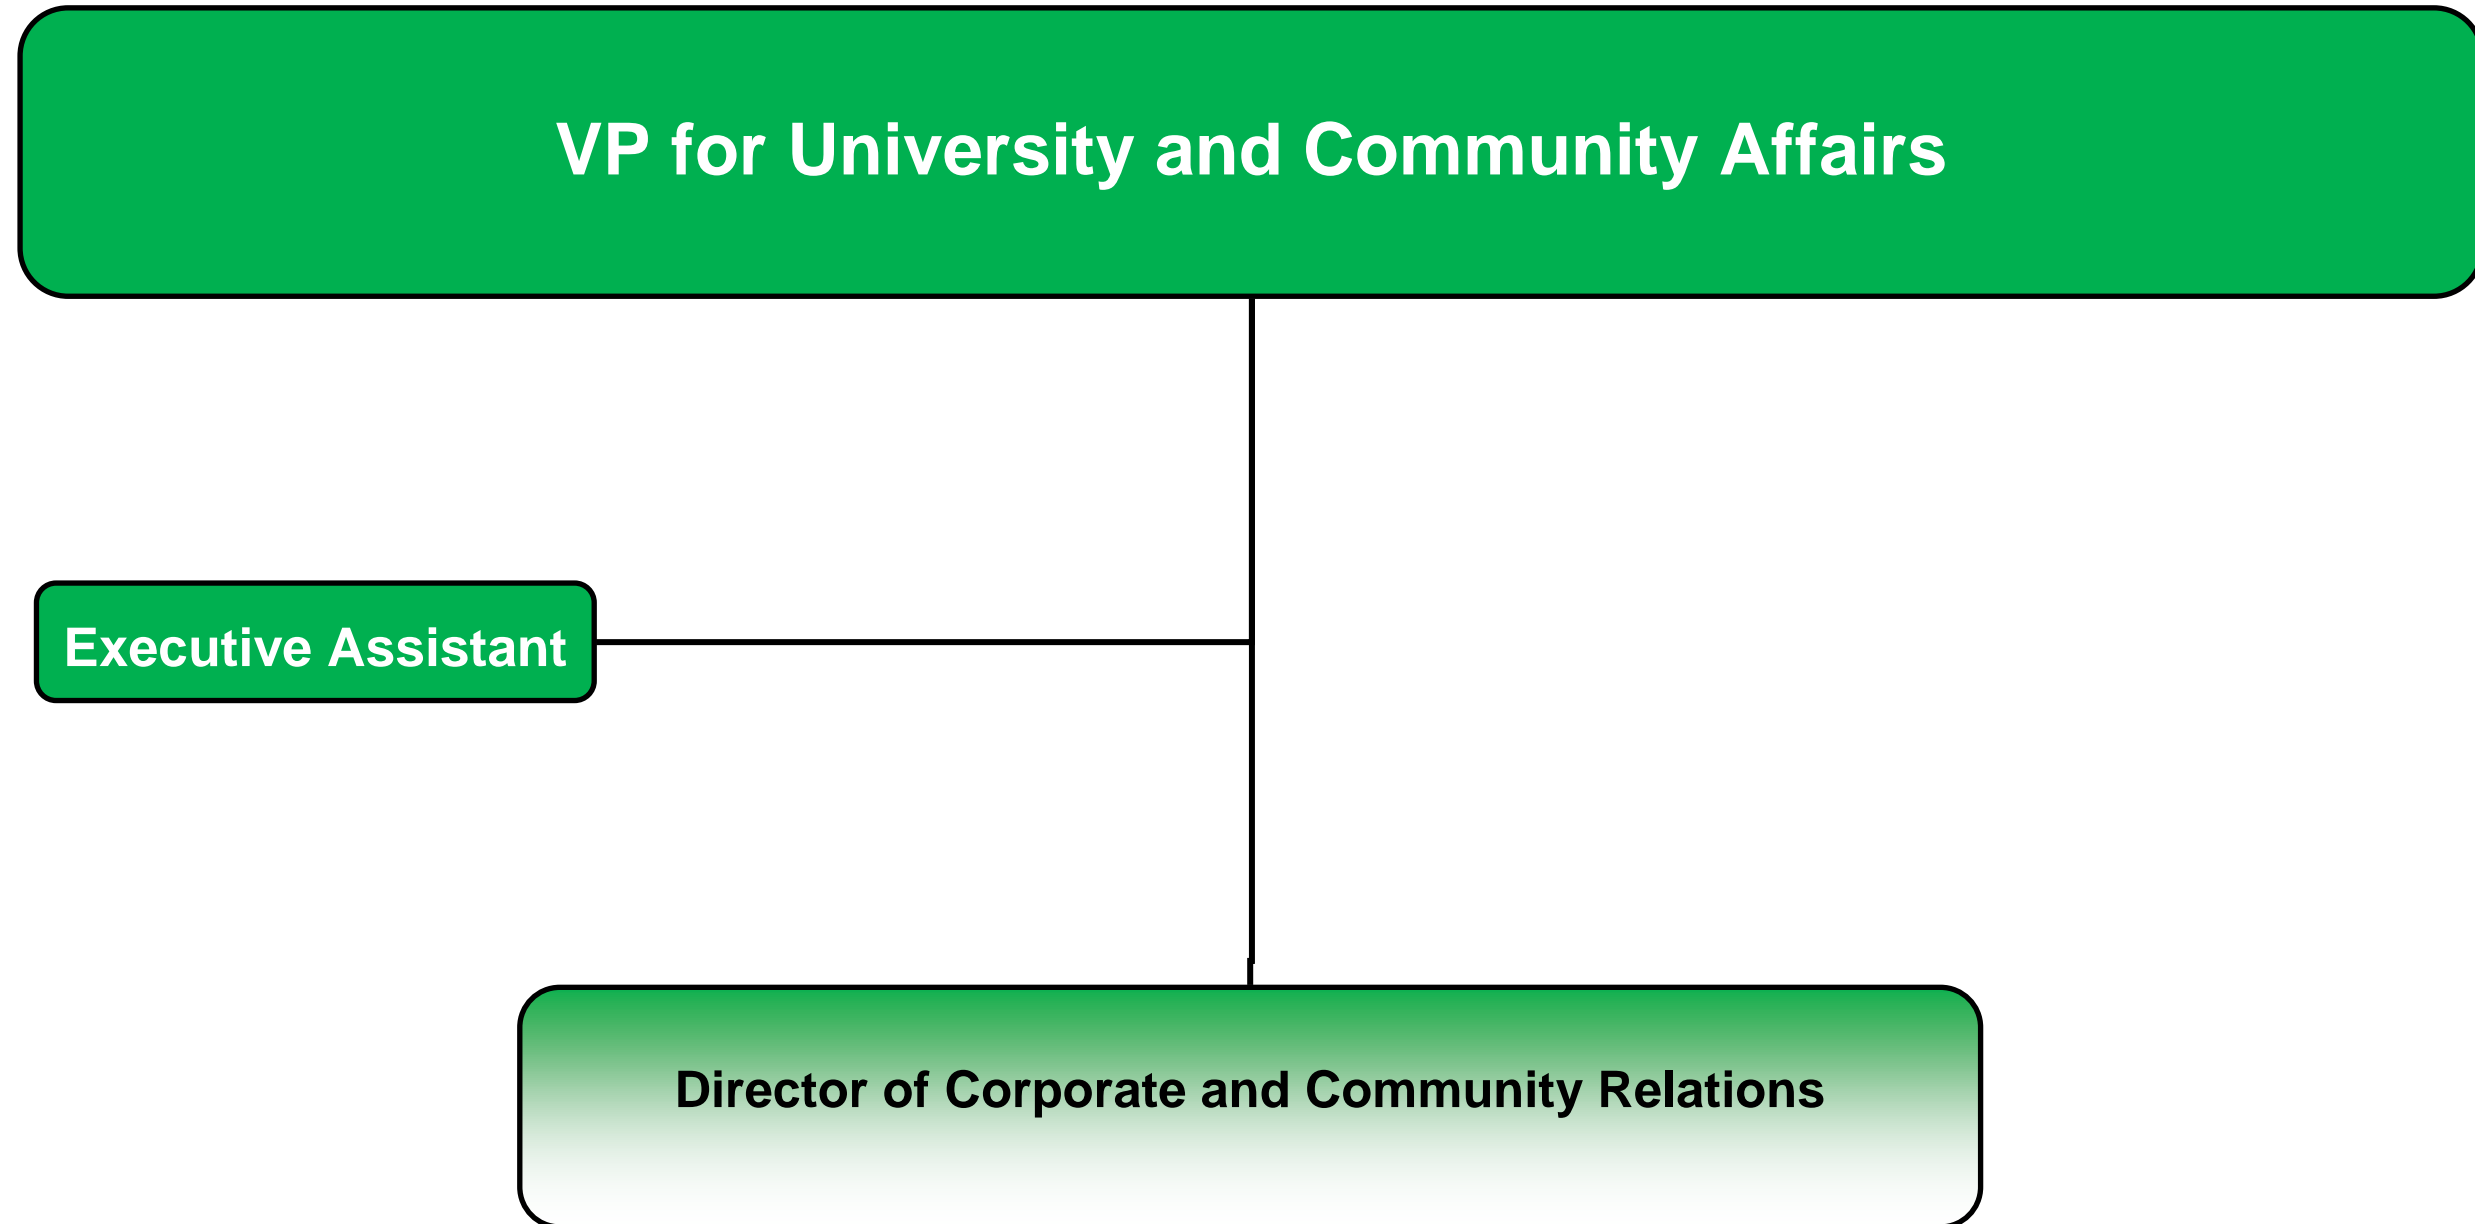 VP for University and Community Affairs
Executive Assistant
Director of Corporate and Community Relations